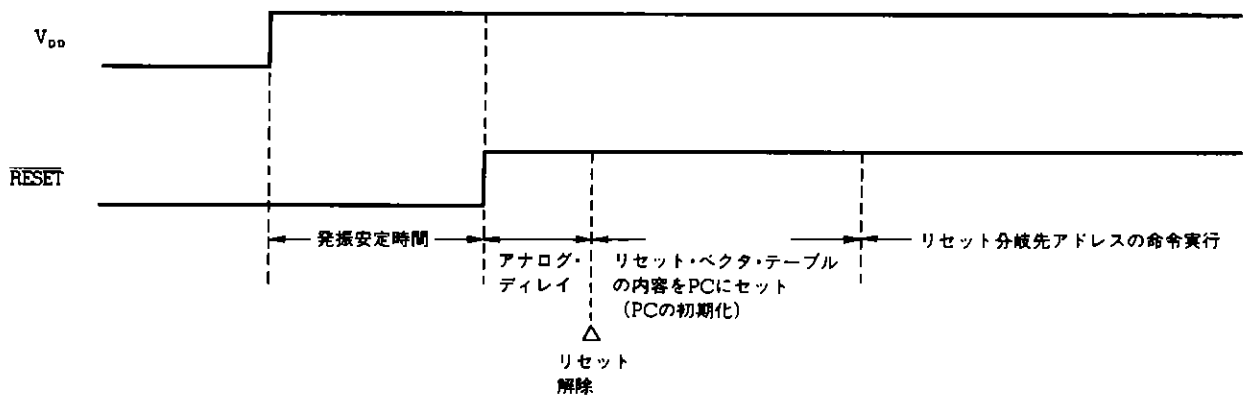 V_DD
RESET
発振安定時間
アナログ・
ディレイ
リセット・ベクタ・テーブル
の内容をPCにセット
(PCの初期化)
リセット分岐先アドレスの命令実行
リセット
解除